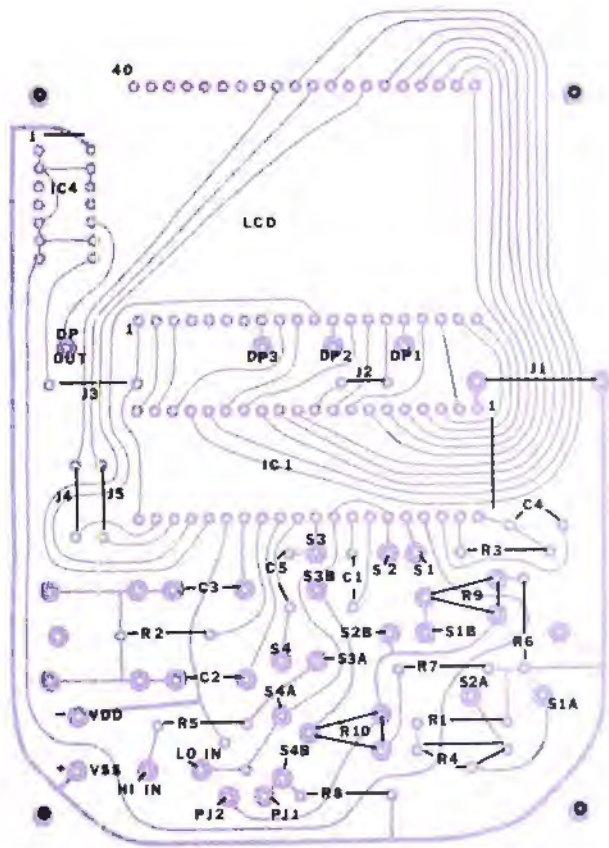 40
1
IC4
LCD
DP OUT
1
DP3
DP2
DP1
J3
J2
J1
1
IC1
J4
J5
C4
S3
C5
S3B
C1
S2
S1
R3
C3
R9
R2
S2B
S1B
R6
S4
S3A
C2
R7
S4A
S2A
S1A
-
VDD
R5
R10
R1
LO IN
R4
+
VSS
HI IN
S4B
PJ2
PJ1
R8